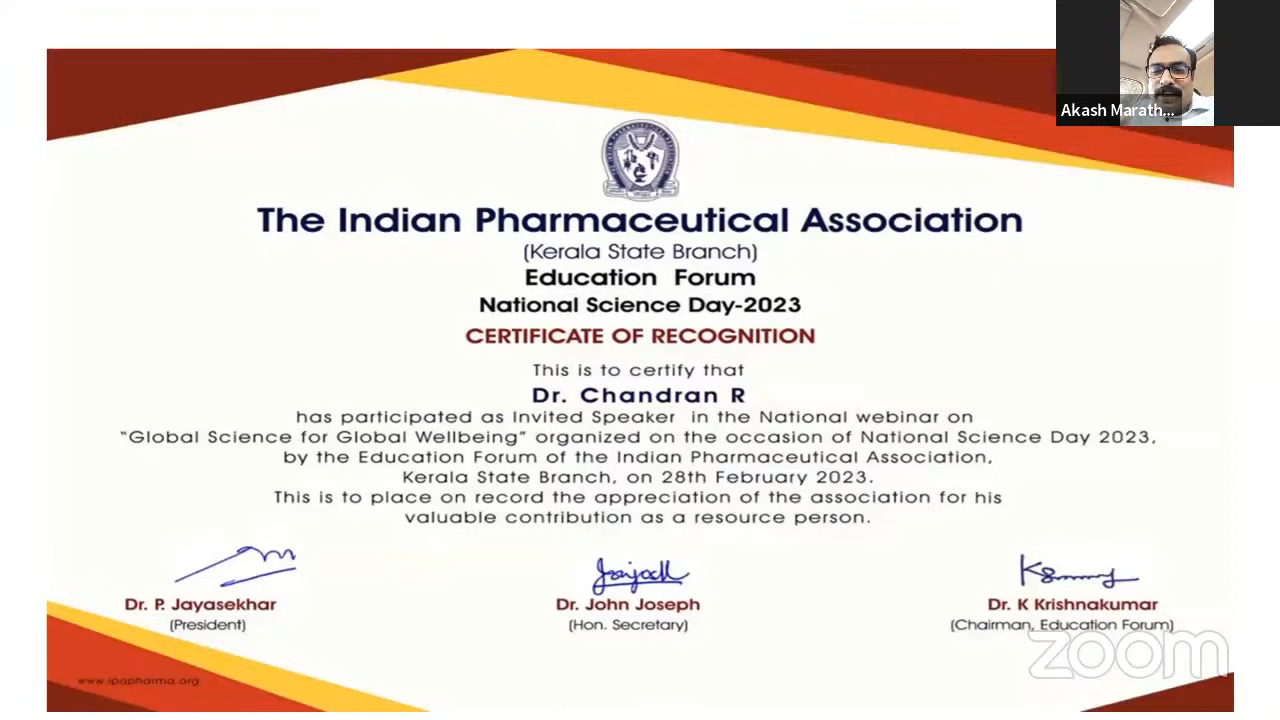 Akash Marath...
The Indian Pharmaceutical Association
(Kerala State Branch)
Education Forum
National Science Day-2023
CERTIFICATE OF RECOGNITION
This is to certify that
Dr. Chandran R
has participated as Invited Speaker in the National webinar on
“Global Science for Global Wellbeing” organized on the occasion of National Science Day 2023,
by the Education Forum of the Indian Pharmaceutical Association,
Kerala State Branch, on 28th February 2023.
This is to place on record the appreciation of the association for his
valuable contribution as a resource person.
Dr. P. Jayasekhar
(President)
Dr. John Joseph
(Hon. Secretary)
Dr. K Krishnakumar
(Chairman, Education Forum)
zoom
www.ipapharma.org